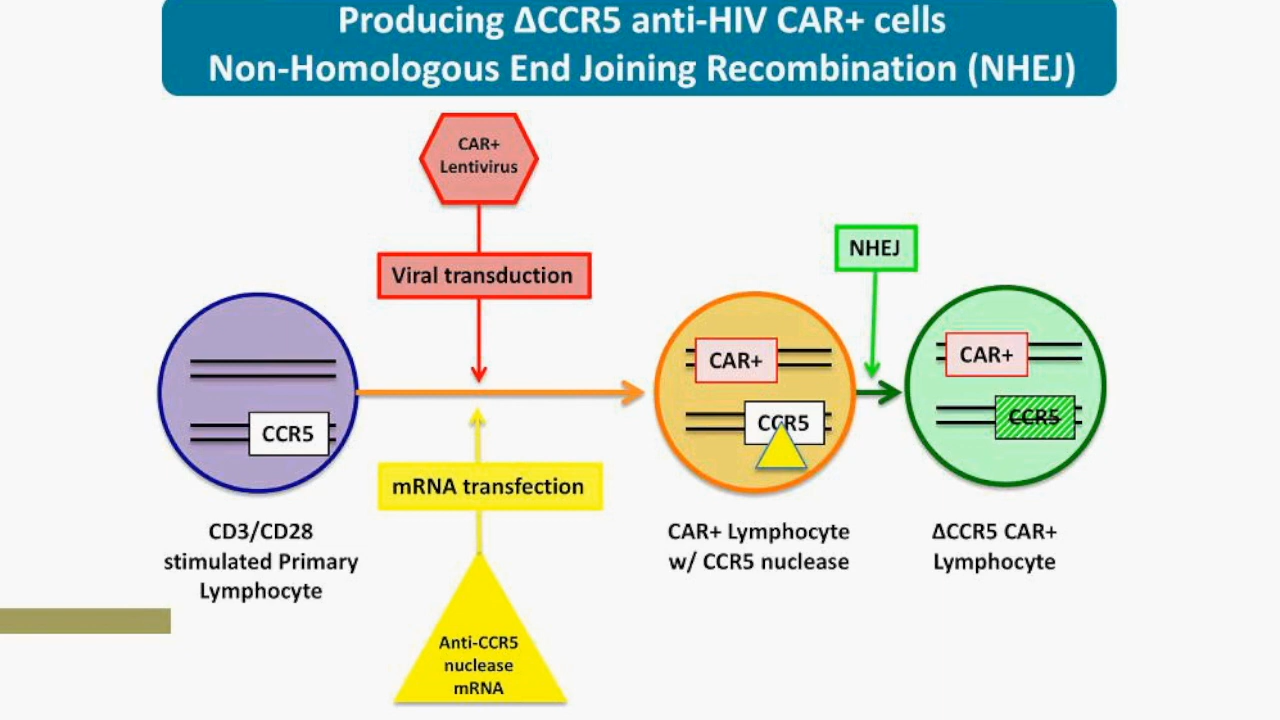 Producing ΔCCR5 anti-HIV CAR+ cells
Non-Homologous End Joining Recombination (NHEJ)
CAR+
Lentivirus
Viral transduction
NHEJ
CCR5
CAR+
CCR5
CAR+
CCR5
mRNA transfection
CD3/CD28
stimulated Primary
Lymphocyte
CAR+ Lymphocyte
w/ CCR5 nuclease
ΔCCR5 CAR+
Lymphocyte
Anti-CCR5
nuclease
mRNA